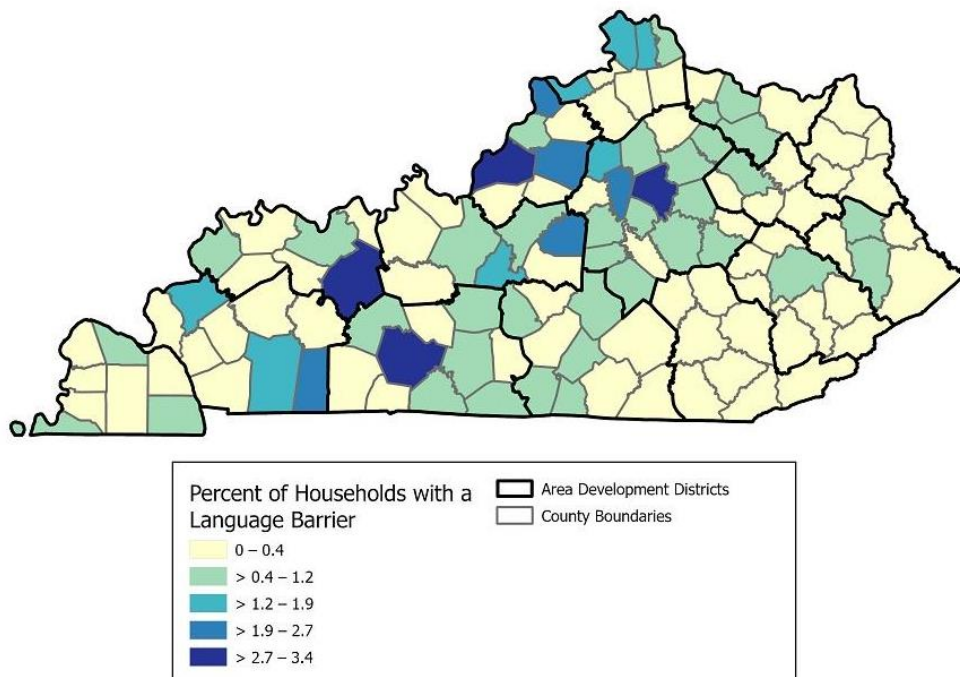 Percent of Households with a
Language Barrier
0 – 0.4
> 0.4 – 1.2
> 1.2 – 1.9
> 1.9 – 2.7
> 2.7 – 3.4
Area Development Districts
County Boundaries